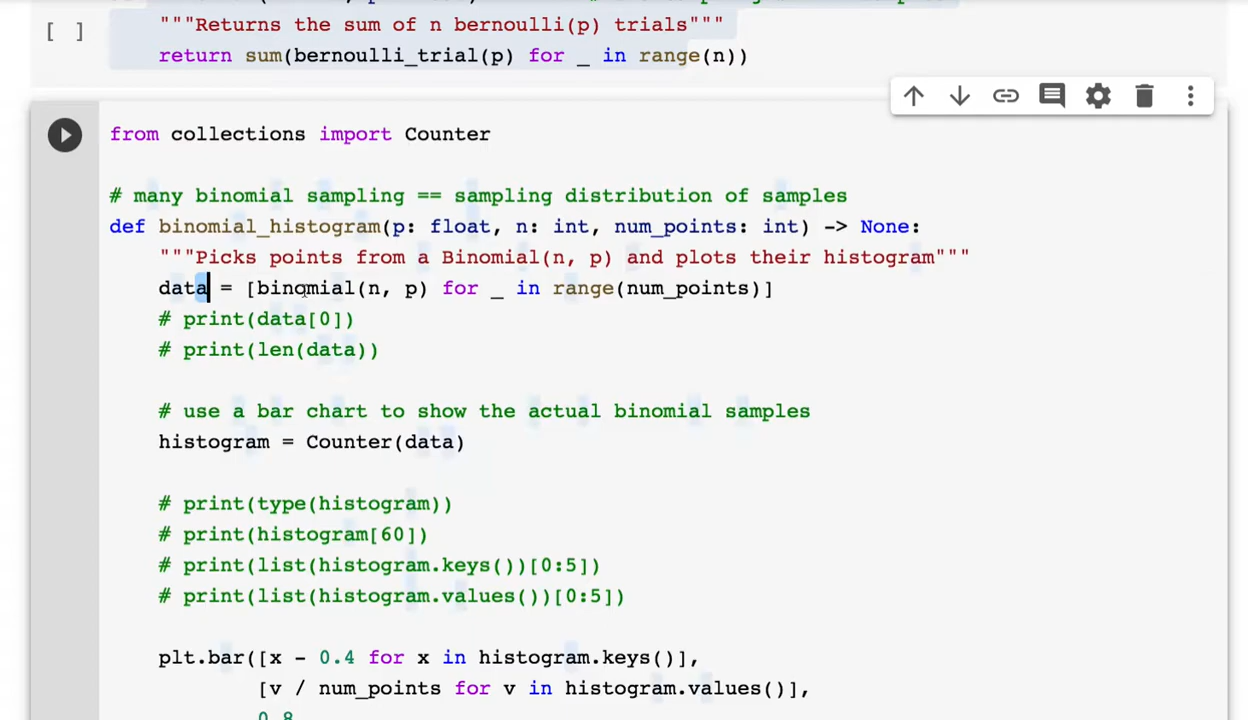 """Returns the sum of n bernoulli(p) trials"""
[ ]
return sum(bernoulli_trial(p) for _ in range(n))
from collections import Counter
# many binomial sampling == sampling distribution of samples
def binomial_histogram(p: float, n: int, num_points: int) -> None:
"""Picks points from a Binomial(n, p) and plots their histogram"""
data = [binomial(n, p) for _ in range(num_points)]
# print(data[0])
# print(len(data))
# use a bar chart to show the actual binomial samples
histogram = Counter(data)
# print(type(histogram))
# print(histogram[60])
# print(list(histogram.keys())[0:5])
# print(list(histogram.values())[0:5])
plt.bar([x - 0.4 for x in histogram.keys()],
[v / num_points for v in histogram.values()],
0.8